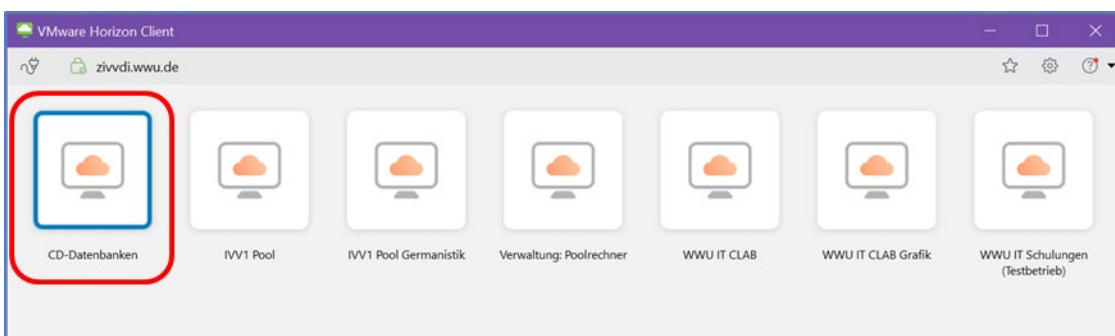 VMware Horizon Client
zivvdi.wwu.de
CD-Datenbanken
IVV1 Pool
IVV1 Pool Germanistik
Verwaltung: Poolrechner
WWU IT CLAB
WWU IT CLAB Grafik
WWU IT Schulungen
(Testbetrieb)